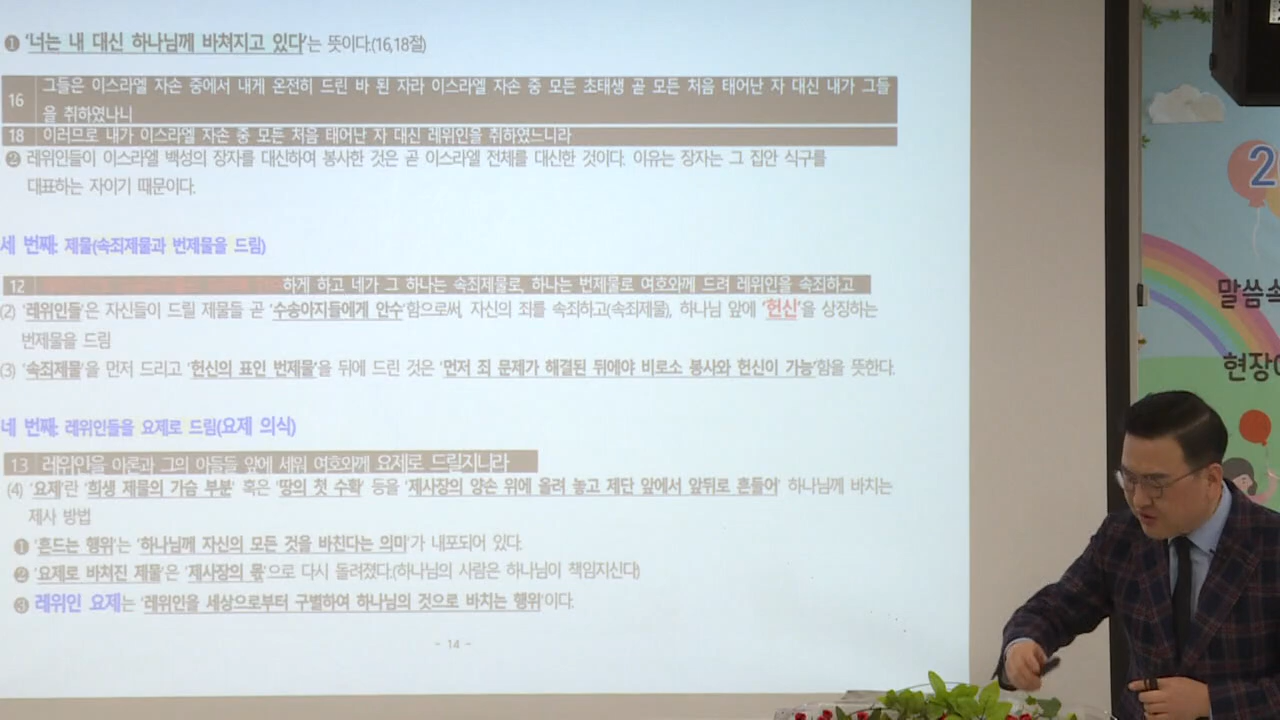 ❶ '너는 내 대신 하나님께 바쳐지고 있다'는 뜻이다.(16,18절)
16 그들은 이스라엘 자손 중에서 내게 온전히 드린 바 된 자라 이스라엘 자손 중 모든 초태생 곧 모든 처음 태어난 자 대신 내가 그들
을 취하였나니
18 이러므로 내가 이스라엘 자손 중 모든 처음 태어난 자 대신 레위인을 취하였느니라
❷ 레위인들이 이스라엘 백성의 장자를 대신하여 봉사한 것은 곧 이스라엘 전체를 대신한 것이다. 이유는 장자는 그 집안 식구를
대표하는 자이기 때문이다.
세 번째: 제물(속죄제물과 번제물을 드림)
12 하게 하고 네가 그 하나는 속죄제물로, 하나는 번제물로 여호와께 드려 레위인을 속죄하고
(2) '레위인들'은 자신들이 드릴 제물들 곧 '수송아지들에게 안수'함으로써, 자신의 죄를 속죄하고(속죄제물), 하나님 앞에 '헌신'을 상징하는
번제물을 드림
(3) '속죄제물'을 먼저 드리고 '헌신의 표인 번제물'을 뒤에 드린 것은 '먼저 죄 문제가 해결된 뒤에야 비로소 봉사와 헌신이 가능'함을 뜻한다.
네 번째: 레위인들을 요제로 드림(요제 의식)
13 레위인을 아론과 그의 아들들 앞에 세워 여호와께 요제로 드릴지니라
(4) '요제'란 '희생 제물의 가슴 부분' 혹은 '땅의 첫 수확' 등을 '제사장의 양손 위에 올려 놓고 제단 앞에서 앞뒤로 흔들어' 하나님께 바치는
제사 방법
❶ '흔드는 행위'는 '하나님께 자신의 모든 것을 바친다는 의미'가 내포되어 있다.
❷ '요제로 바쳐진 제물'은 '제사장의 몫'으로 다시 돌려졌다.(하나님의 사람은 하나님이 책임지신다)
❸ 레위인 요제는 '레위인을 세상으로부터 구별하여 하나님의 것으로 바치는 행위'이다.
- 14 -
2
말씀속
현장